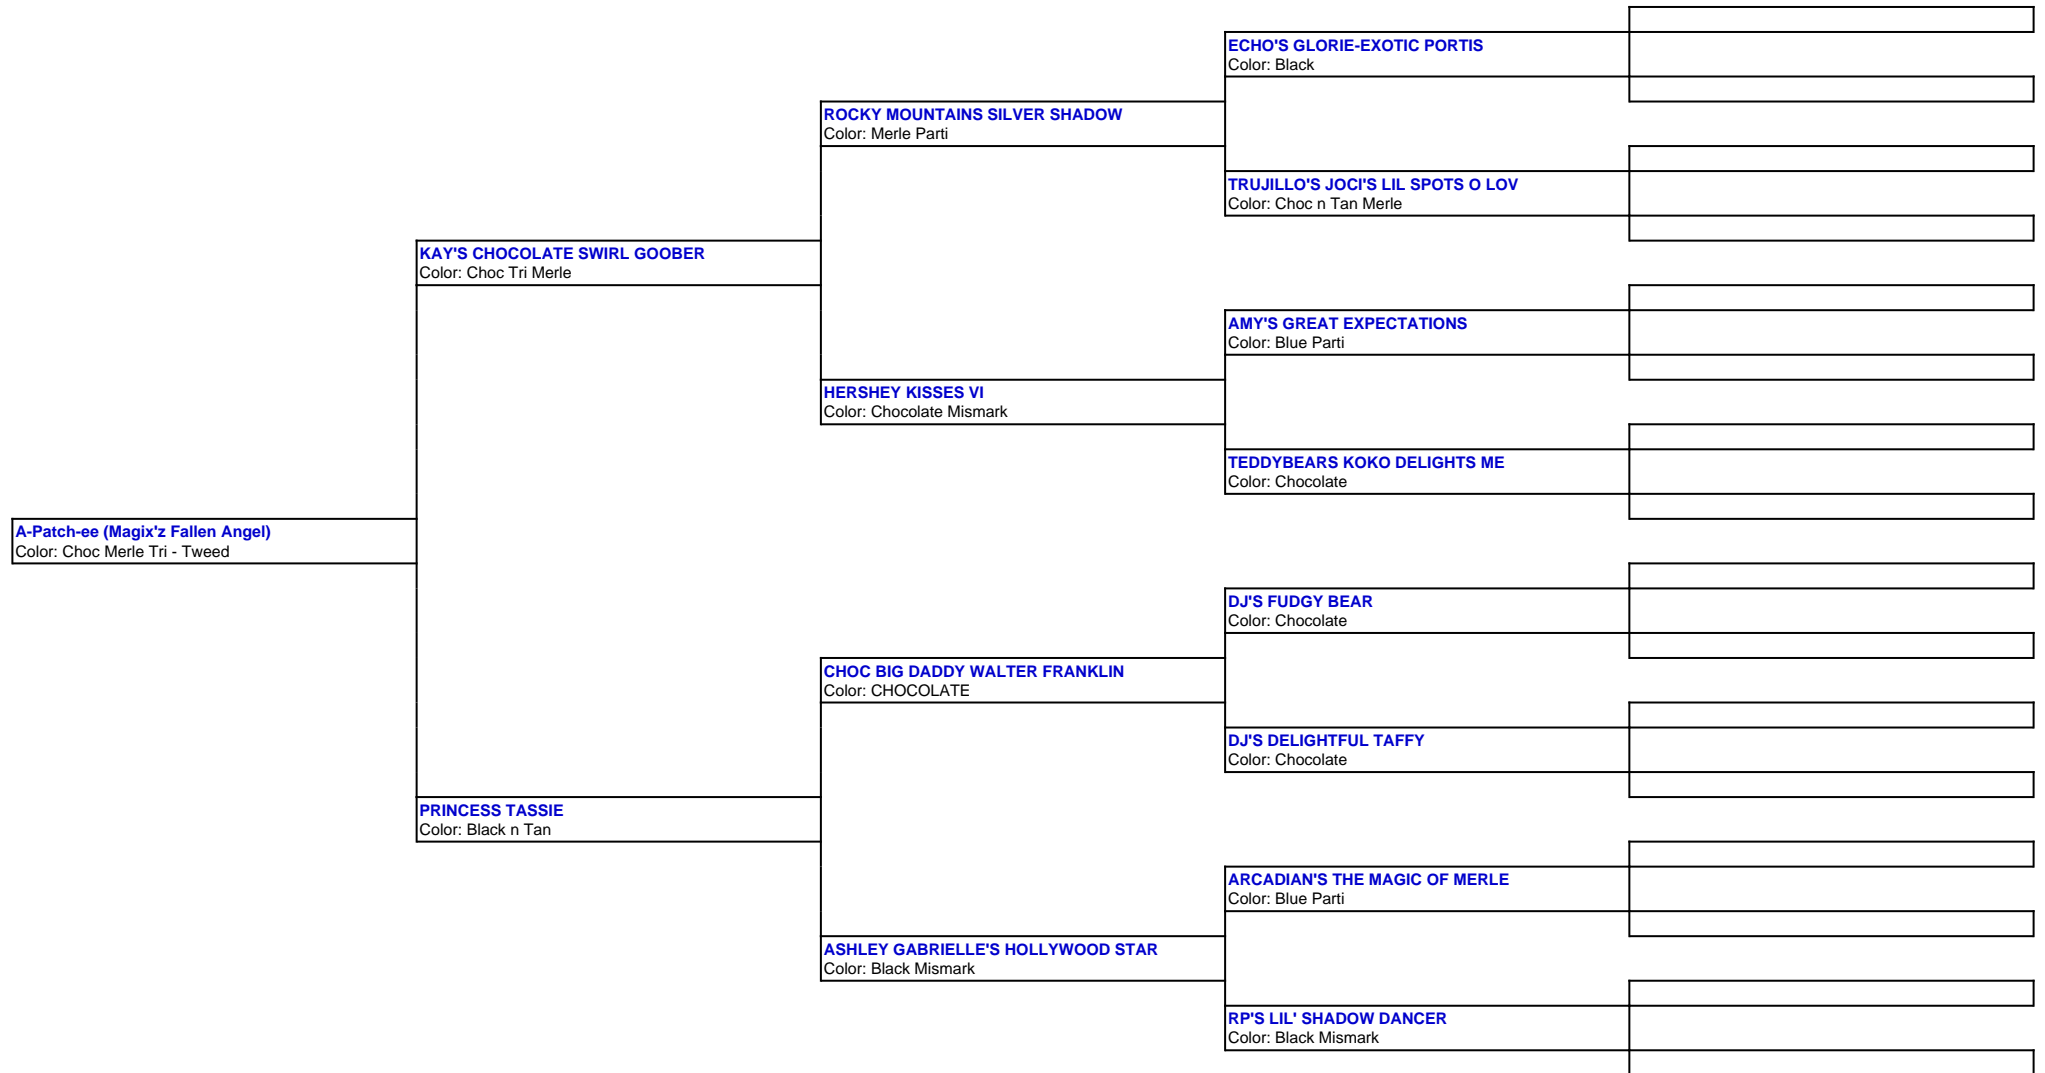 ECHO'S GLORIE-EXOTIC PORTIS
Color: Black
ROCKY MOUNTAINS SILVER SHADOW
Color: Merle Parti
TRUJILLO'S JOCI'S LIL SPOTS O LOV
Color: Choc n Tan Merle
KAY'S CHOCOLATE SWIRL GOOBER
Color: Choc Tri Merle
AMY'S GREAT EXPECTATIONS
Color: Blue Parti
HERSHEY KISSES VI
Color: Chocolate Mismark
TEDDYBEARS KOKO DELIGHTS ME
Color: Chocolate
A-Patch-ee (Magix'z Fallen Angel)
Color: Choc Merle Tri - Tweed
DJ'S FUDGY BEAR
Color: Chocolate
CHOC BIG DADDY WALTER FRANKLIN
Color: CHOCOLATE
DJ'S DELIGHTFUL TAFFY
Color: Chocolate
PRINCESS TASSIE
Color: Black n Tan
ARCADIAN'S THE MAGIC OF MERLE
Color: Blue Parti
ASHLEY GABRIELLE'S HOLLYWOOD STAR
Color: Black Mismark
RP'S LIL' SHADOW DANCER
Color: Black Mismark